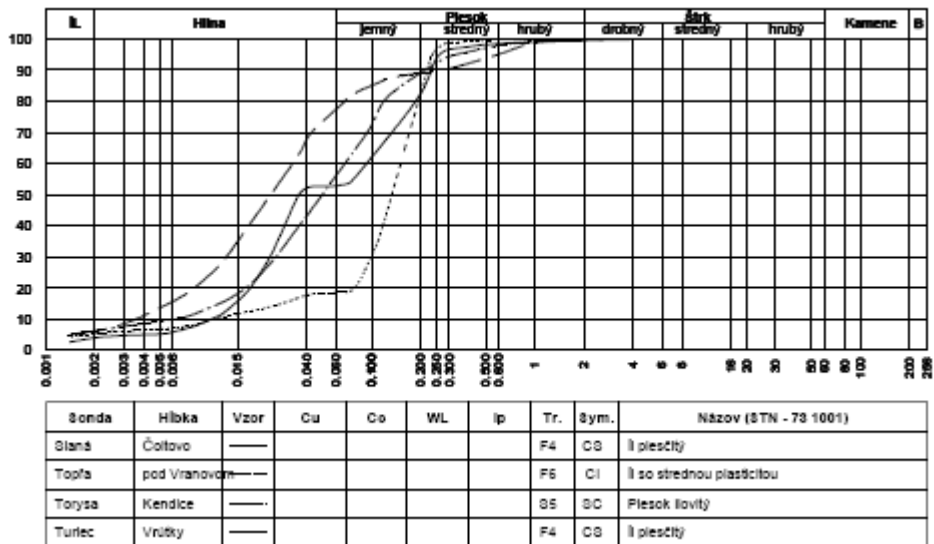 IL Hlina Piesok Štrk Kamene B
jemný stredný hrubý drobný stredný hrubý
100
90
80
70
60
50
40
30
20
10
0
0.001 0.002 0.003 0.004 0.005 0.006 0.015 0.040 0.060 0.100 0.200 0.250 0.300 0.500 0.600 1 2 4 5 6 16 20 30 50 60 80 100 200 256
Sonda Hĺbka Vzor Cu Cc WL Ip Tr. Sym. Názov (STN - 73 1001)
Slaná Čoltovo F4 CS Íl piesčitý
Topľa pod Vranovom F6 CI Íl so strednou plasticitou
Torysa Kendice S5 SC Piesok ílovitý
Turiec Vrútky F4 CS Íl piesčitý